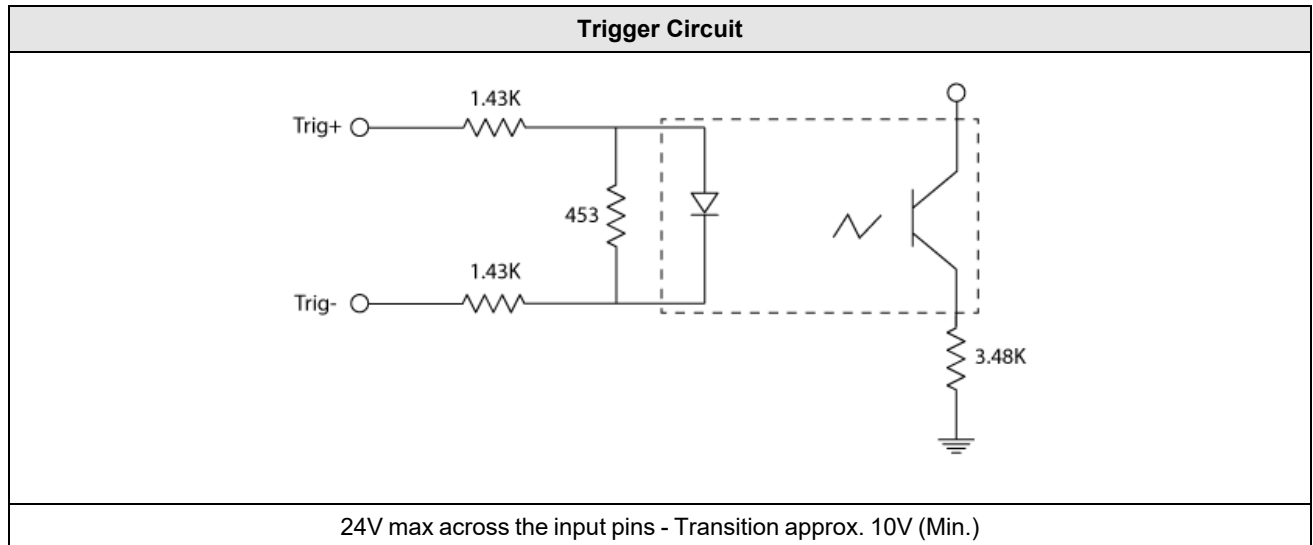 Trigger Circuit
1.43K
Trig+
453
1.43K
Trig-
3.48K
24V max across the input pins - Transition approx. 10V (Min.)